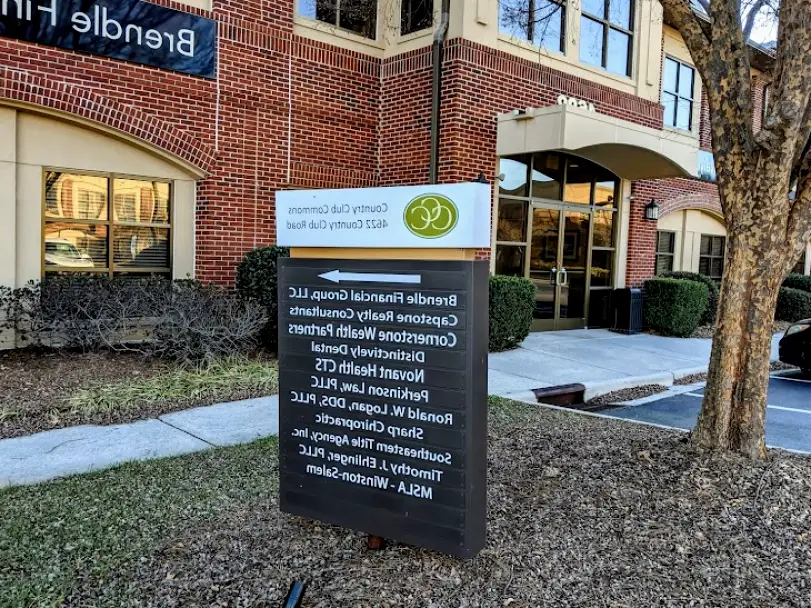 Brendle Fin
4622
Country Club Commons
4622 Country Club Road
Brendle Financial Group, LLC
Capstone Realty Consultants
Cornerstone Wealth Partners
Distinctively Dental
Novant Health CTS
Perkinson Law, PLLC
Ronald W. Logan, DDS, PLLC
Sharp Chiropractic
Southeastern Title Agency, Inc.
Timothy J. Ehlinger, PLLC
MSLA - Winston-Salem